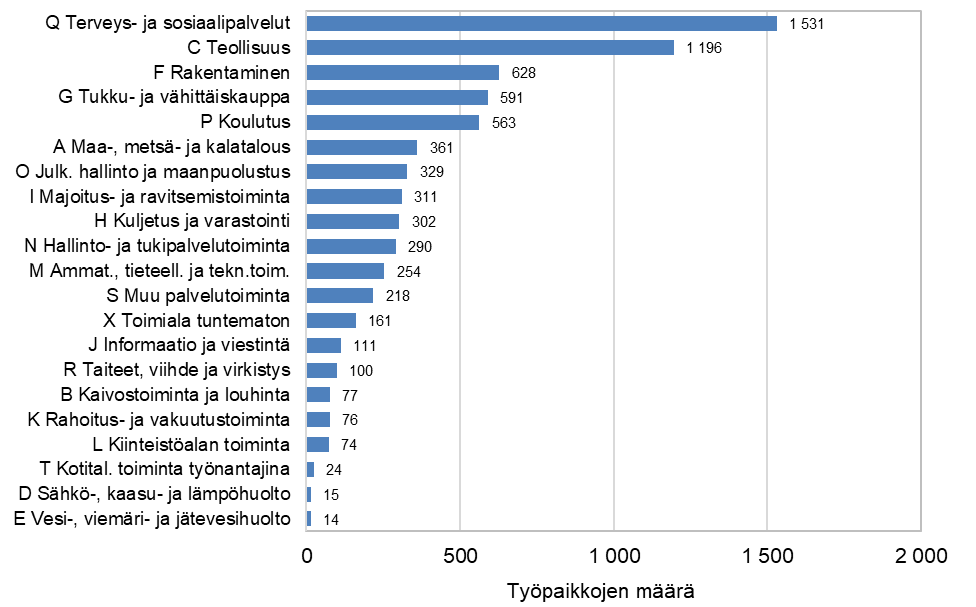 Q Terveys- ja sosiaalipalvelut 1 531
C Teollisuus 1 196
F Rakentaminen 628
G Tukku- ja vähittäiskauppa 591
P Koulutus 563
A Maa-, metsä- ja kalatalous 361
O Julk. hallinto ja maanpuolustus 329
I Majoitus- ja ravitsemistoiminta 311
H Kuljetus ja varastointi 302
N Hallinto- ja tukipalvelutoiminta 290
M Ammat., tieteell. ja tekn.toim. 254
S Muu palvelutoiminta 218
X Toimiala tuntematon 161
J Informaatio ja viestintä 111
R Taiteet, viihde ja virkistys 100
B Kaivostoiminta ja louhinta 77
K Rahoitus- ja vakuutustoiminta 76
L Kiinteistöalan toiminta 74
T Kotital. toiminta työnantajina 24
D Sähkö-, kaasu- ja lämpöhuolto 15
E Vesi-, viemäri- ja jätevesihuolto 14
0 500 1 000 1 500 2 000
Työpaikkojen määrä